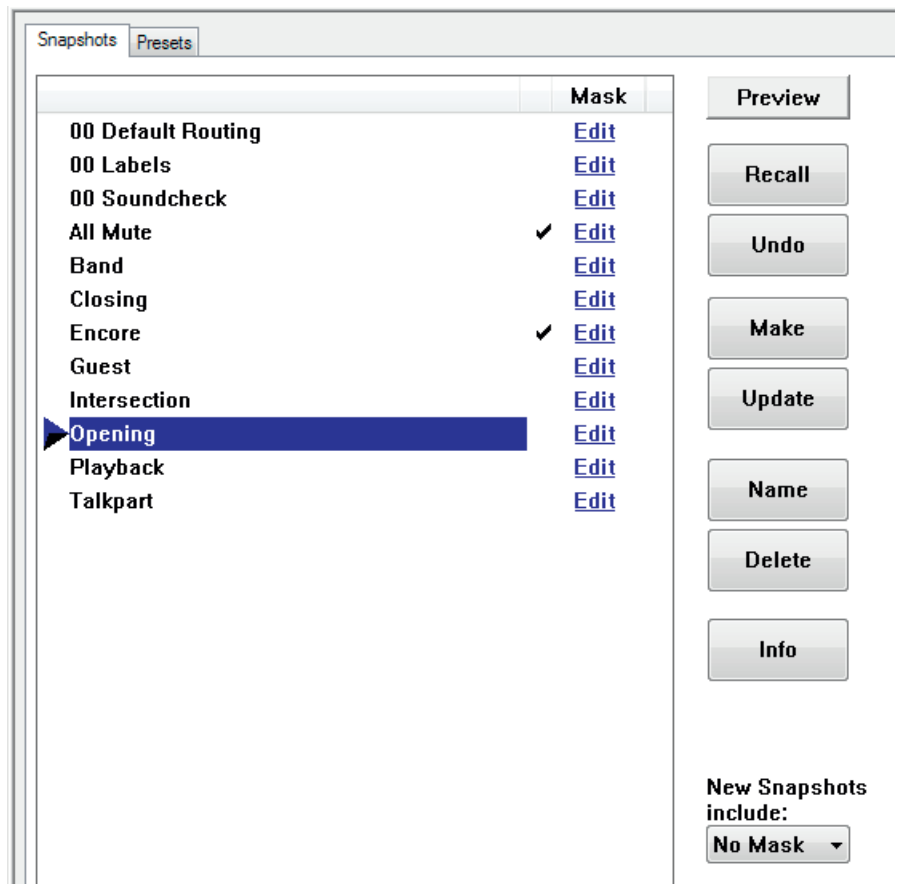 Snapshots Presets
Mask
00 Default Routing Edit
00 Labels Edit
00 Soundcheck Edit
All Mute ✔ Edit
Band Edit
Closing Edit
Encore ✔ Edit
Guest Edit
Intersection Edit
Opening Edit
Playback Edit
Talkpart Edit
Preview
Recall
Undo
Make
Update
Name
Delete
Info
New Snapshots
include:
No Mask